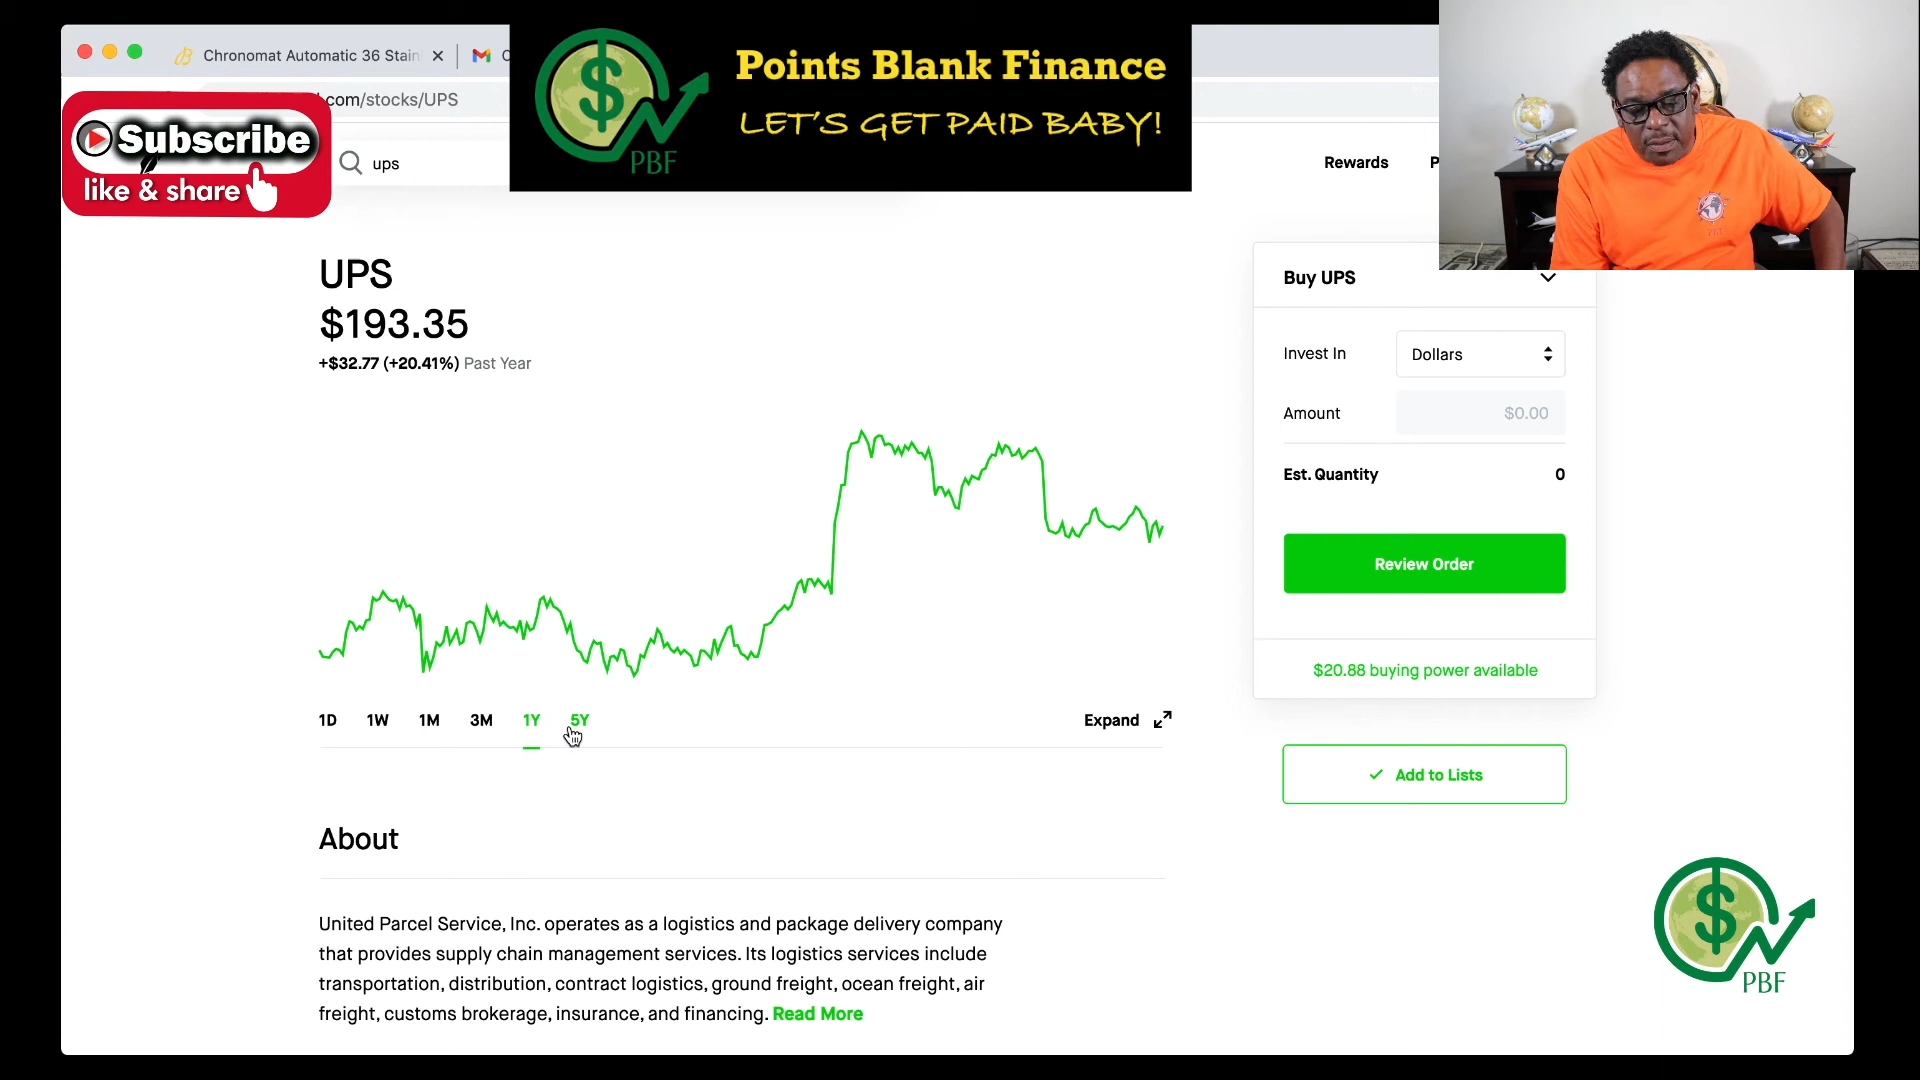 Chronomat Automatic 36 Stain
Points Blank Finance
LET'S GET PAID BABY!
PBF
.com/stocks/UPS
Subscribe
like & share
ups
Rewards
P
UPS
$193.35
+$32.77 (+20.41%) Past Year
Buy UPS
Invest In
Dollars
Amount
$0.00
Est. Quantity
0
Review Order
$20.88 buying power available
1D
1W
1M
3M
1Y
5Y
Expand
Add to Lists
About
United Parcel Service, Inc. operates as a logistics and package delivery company
that provides supply chain management services. Its logistics services include
transportation, distribution, contract logistics, ground freight, ocean freight, air
freight, customs brokerage, insurance, and financing. Read More
PBF